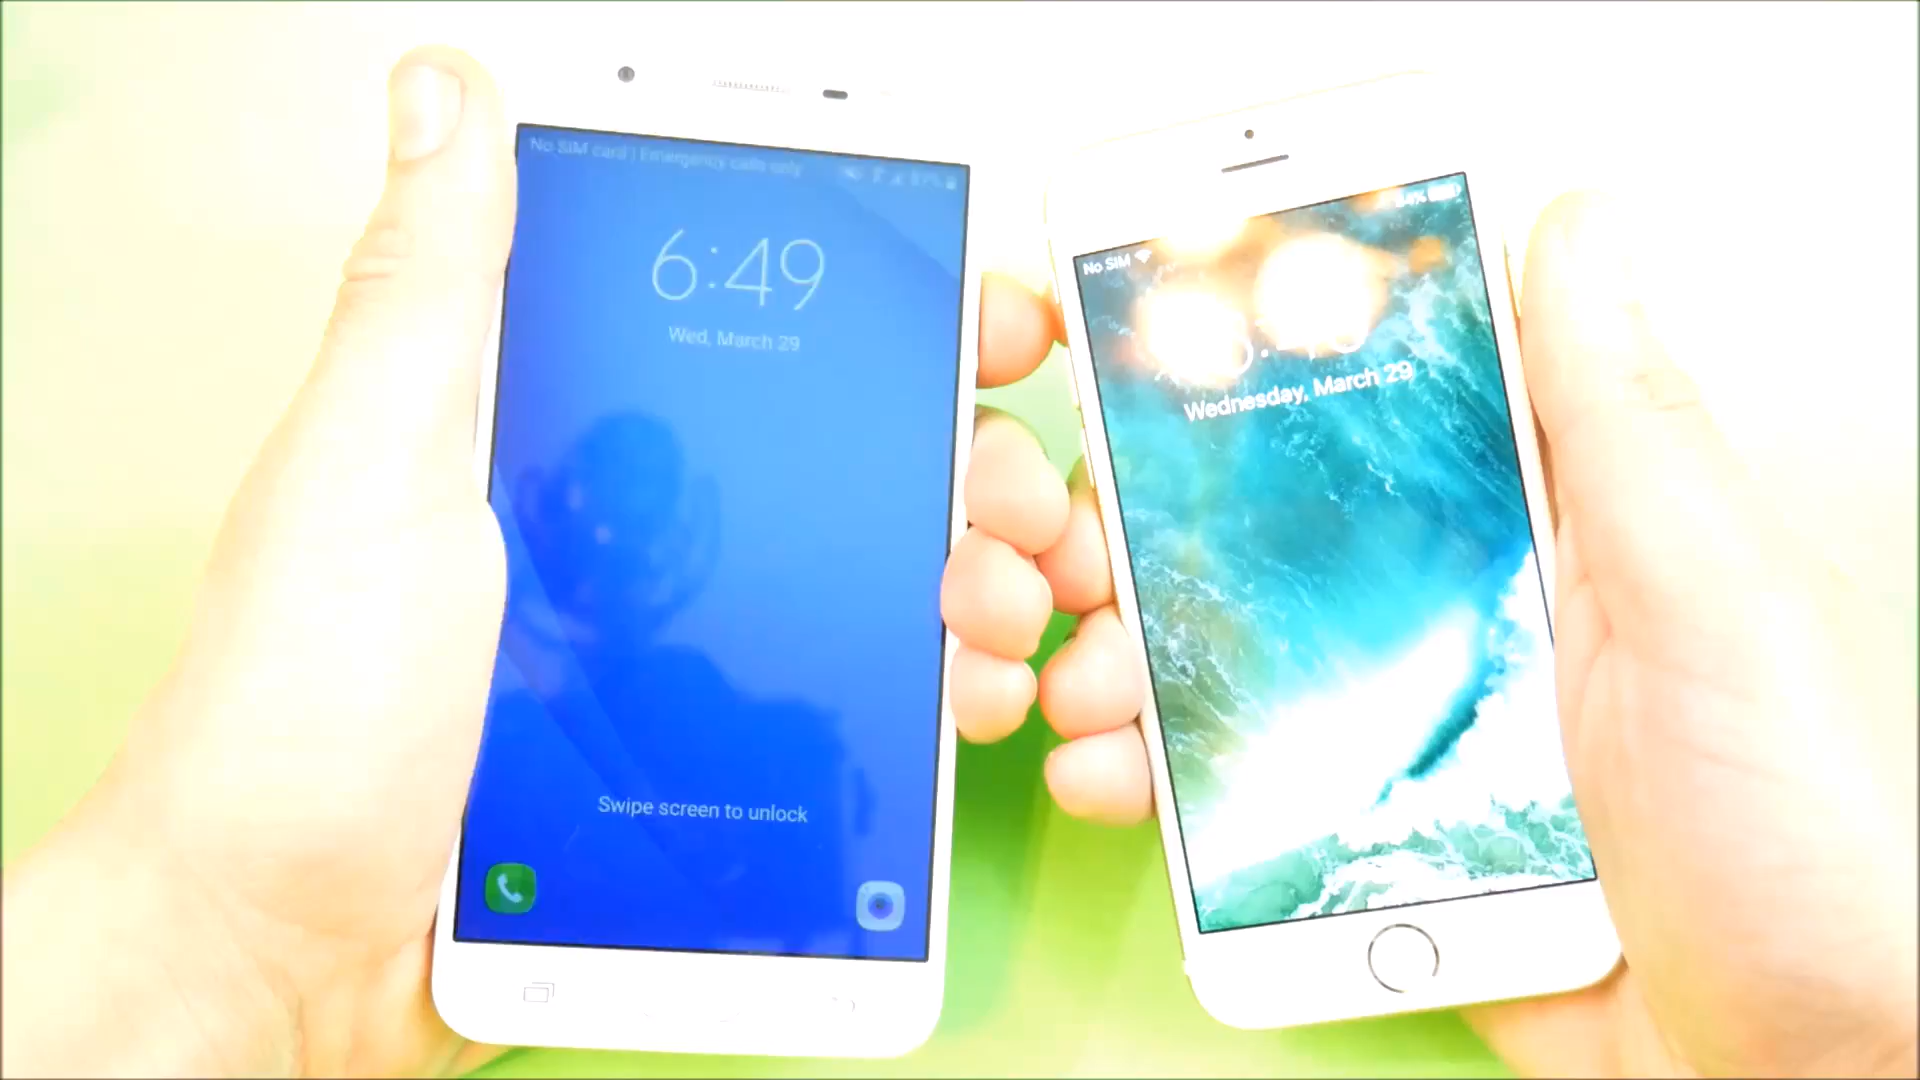 No SIM card | Emergency calls only
6:49
Wed, March 29
Swipe screen to unlock
No SIM
Wednesday, March 29